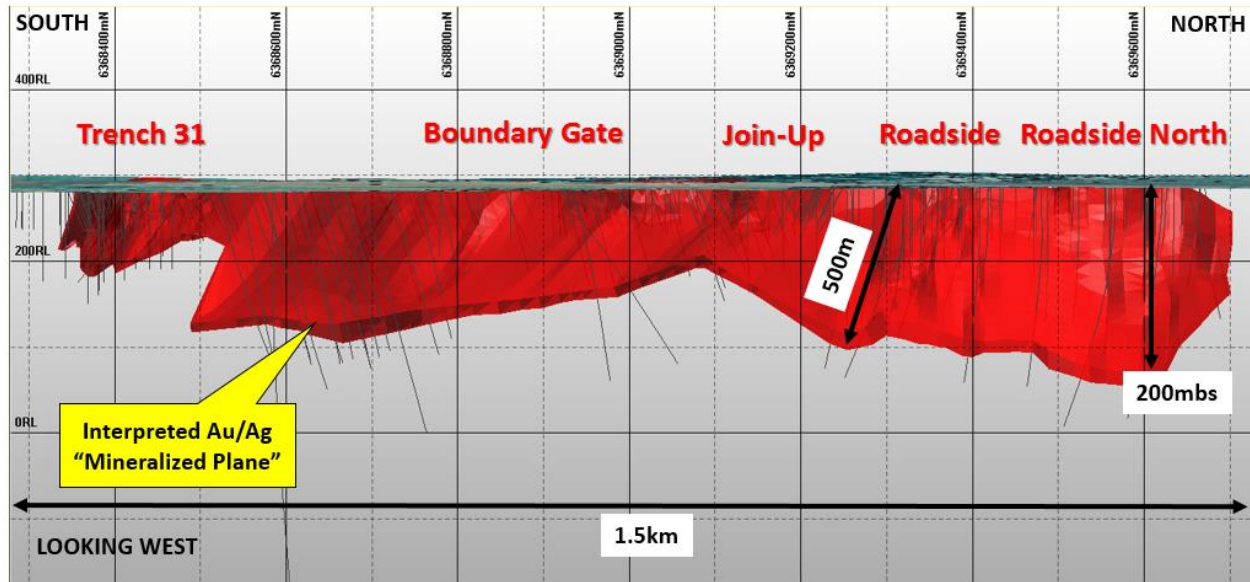 SOUTH
NORTH
6368400mN
6368600mN
6368800mN
6369000mN
6369200mN
6369400mN
6369600mN
400RL
Trench 31
Boundary Gate
Join-Up
Roadside
Roadside North
200RL
500m
200mbs
0RL
Interpreted Au/Ag
“Mineralized Plane”
1.5km
LOOKING WEST